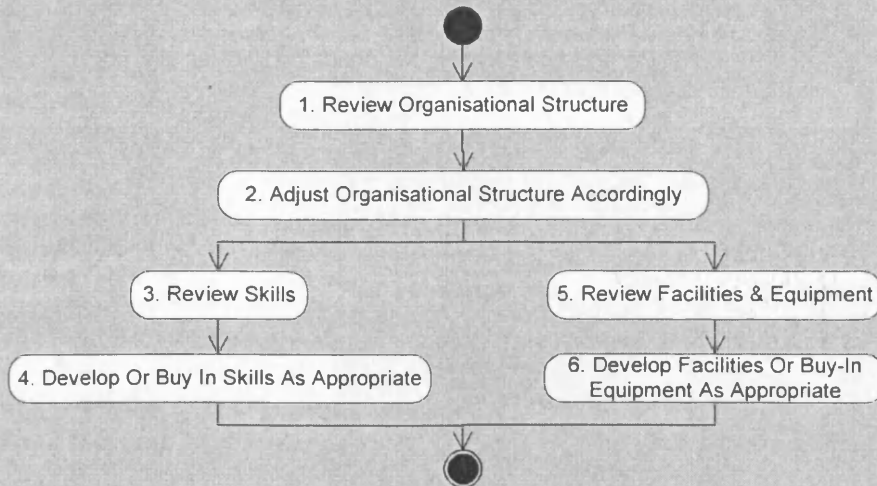 1. Review Organisational Structure
2. Adjust Organisational Structure Accordingly
3. Review Skills
5. Review Facilities & Equipment
4. Develop Or Buy In Skills As Appropriate
6. Develop Facilities Or Buy-In
Equipment As Appropriate